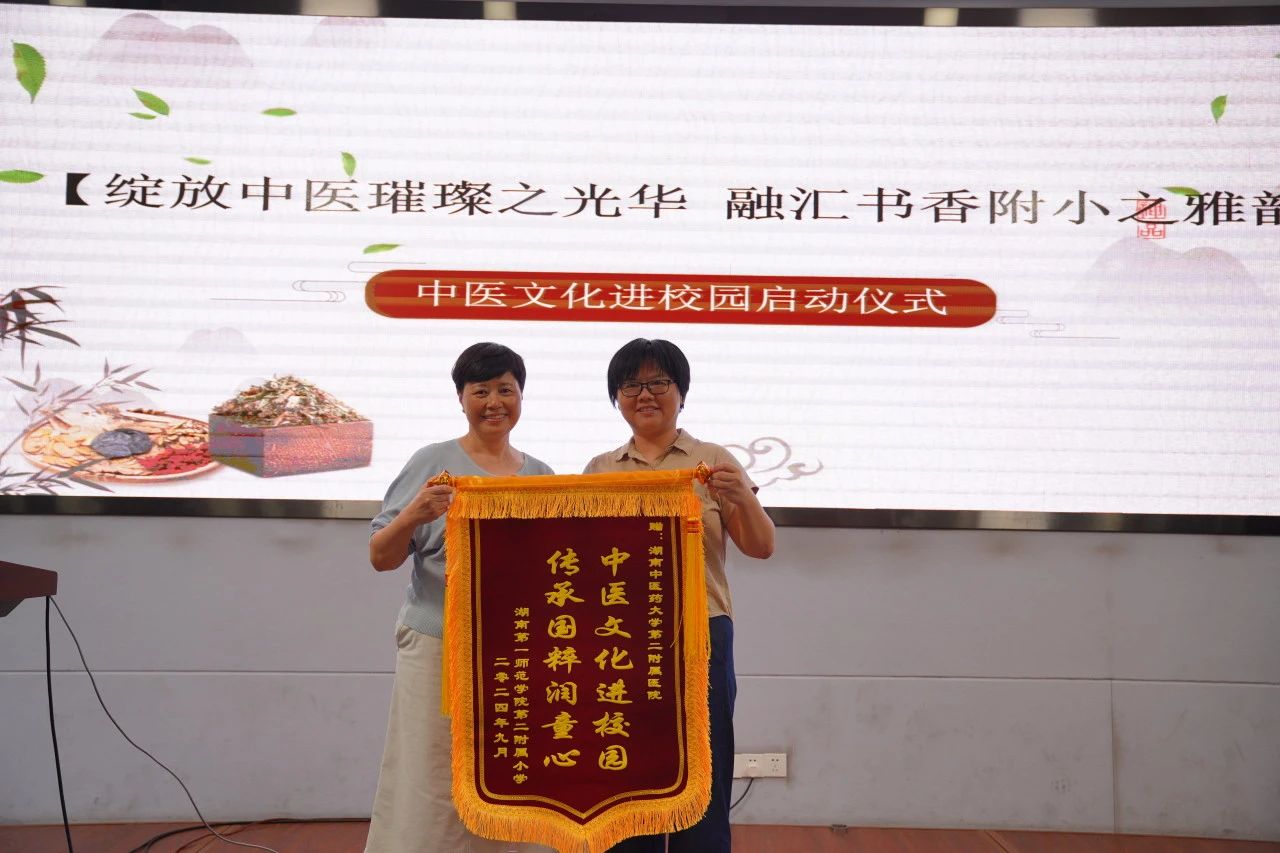 【绽放中医璀璨之光华 融汇书香附小之雅韵
中医文化进校园启动仪式
赠：湖南中医药大学第二附属医院
中医文化进校园
传承国粹润童心
湖南第一师范学院第二附属小学
二零二四年九月